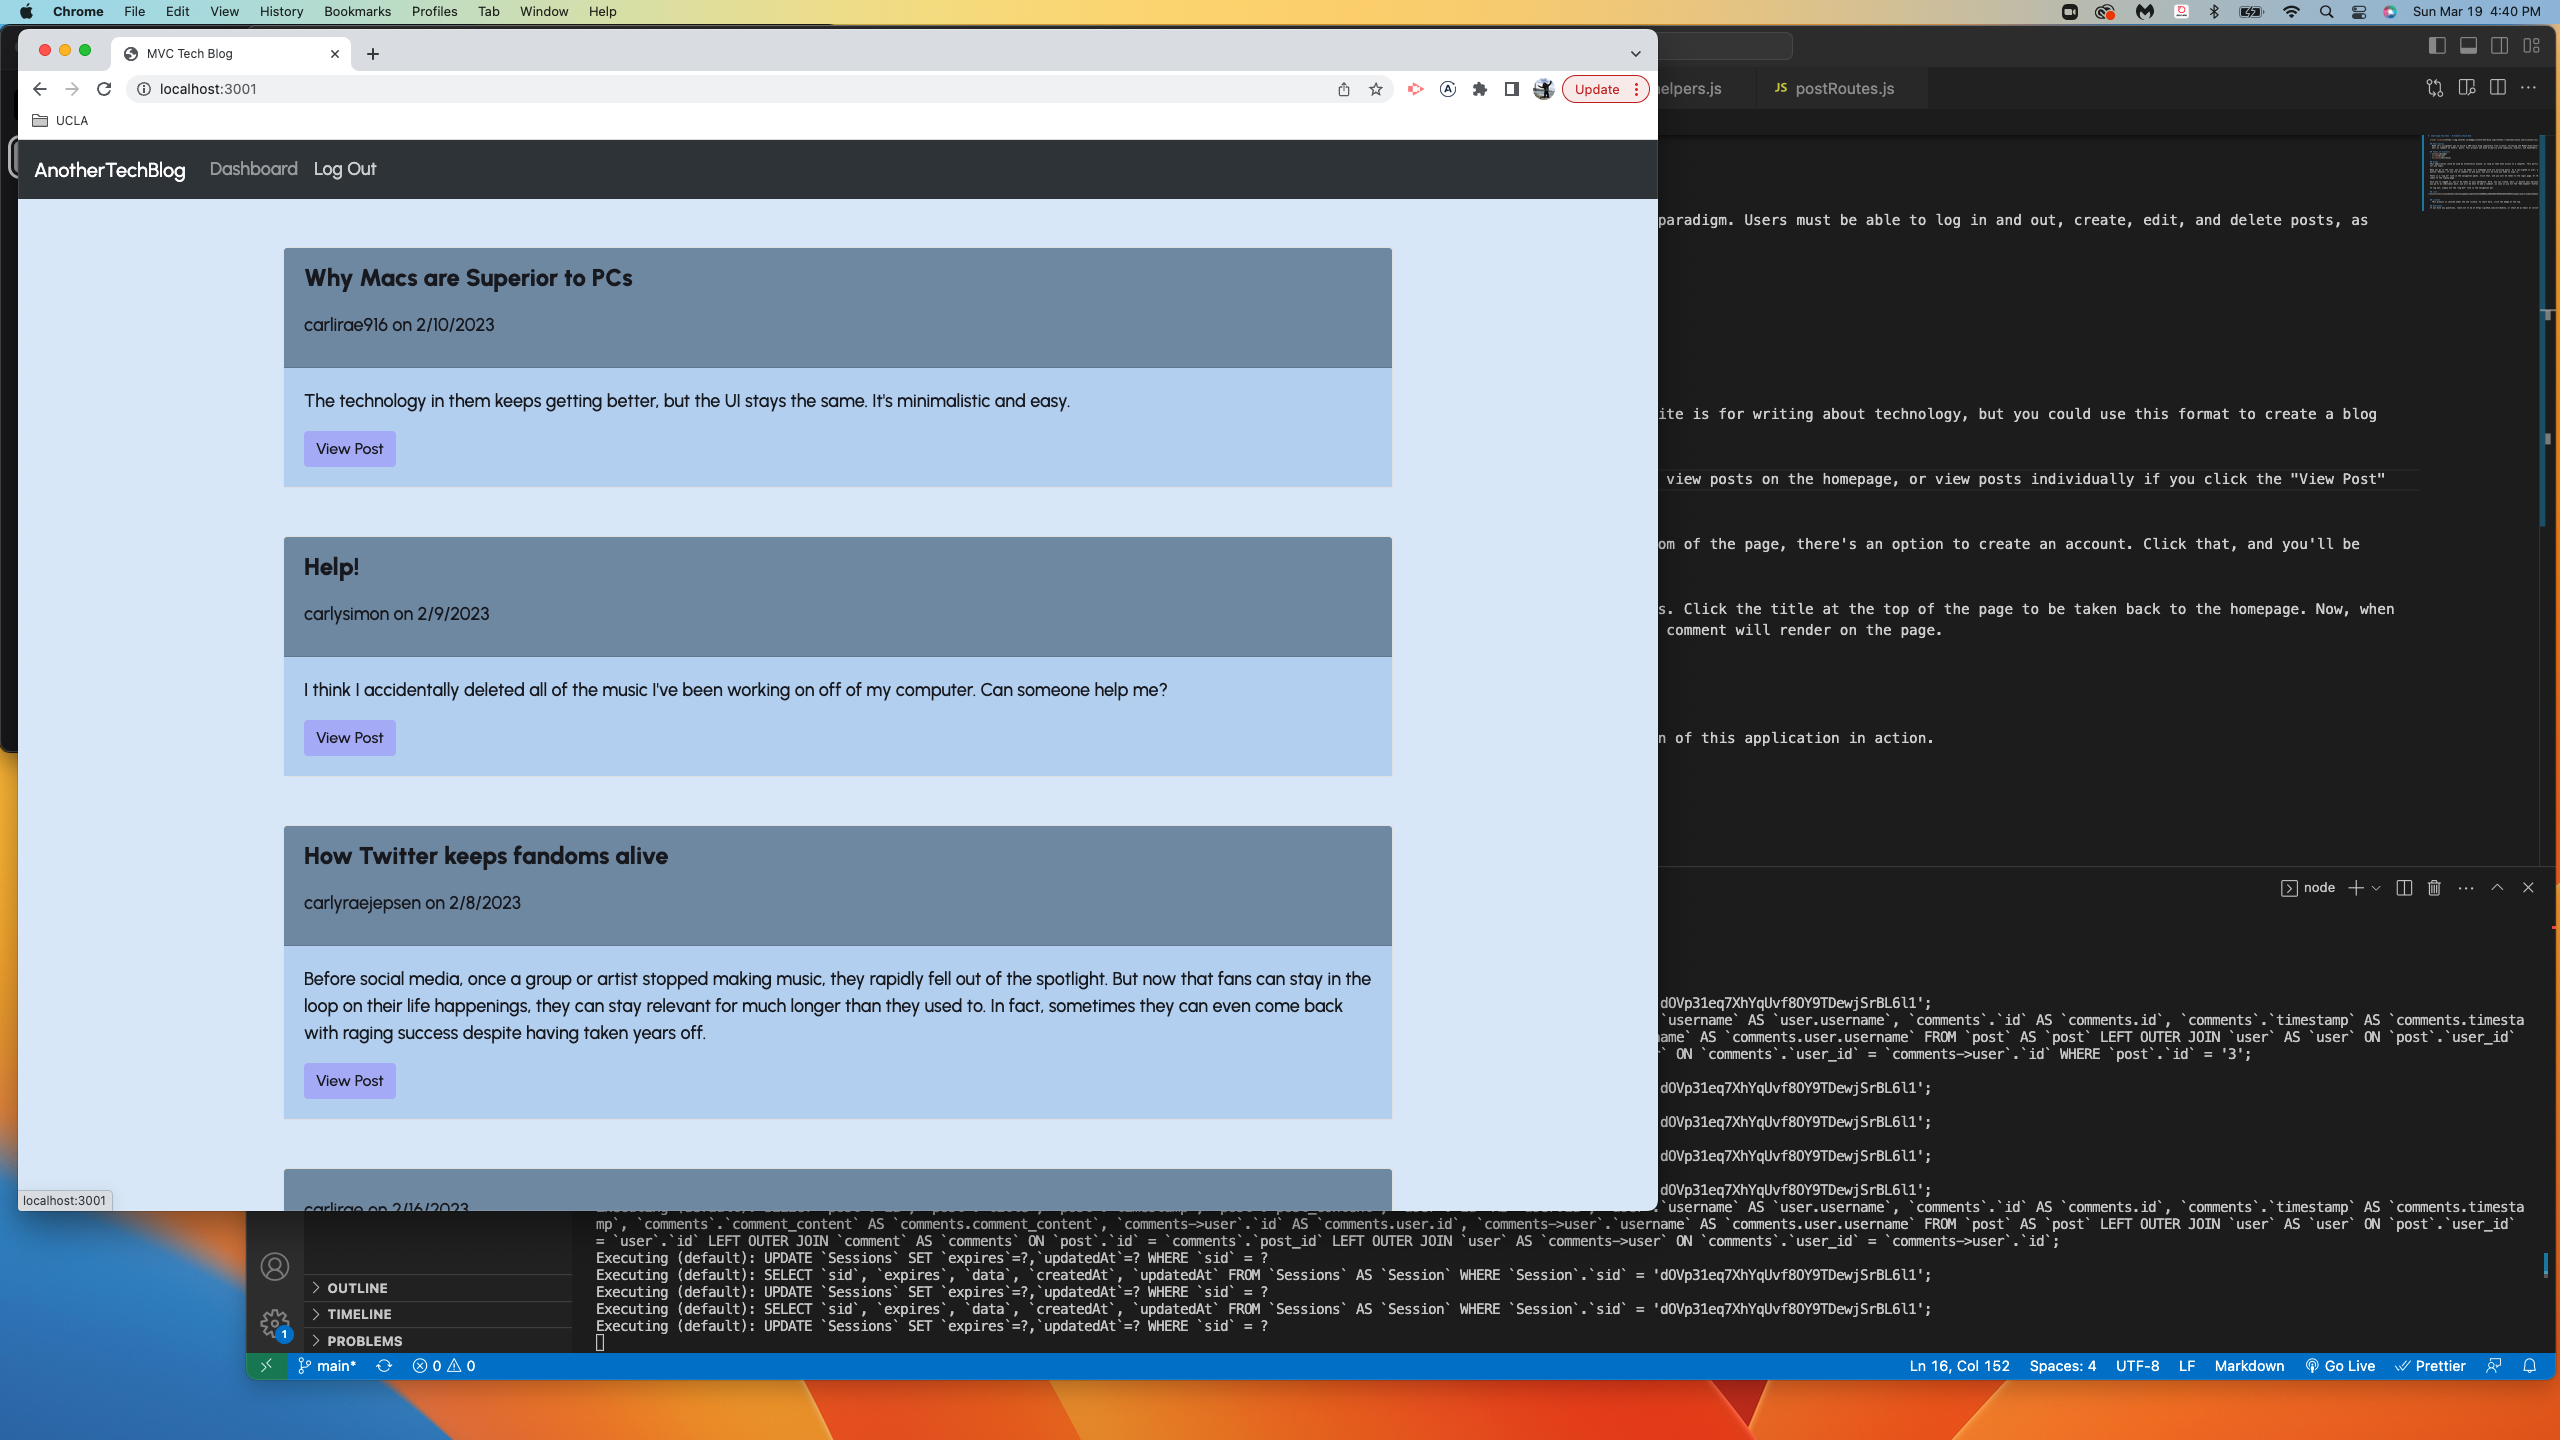 Chrome File Edit View History Bookmarks Profiles Tab Window Help
Sun Mar 19 4:40 PM
MVC Tech Blog
localhost:3001
Update
UCLA
AnotherTechBlog Dashboard Log Out
Why Macs are Superior to PCs
carlirae916 on 2/10/2023
The technology in them keeps getting better, but the UI stays the same. It's minimalistic and easy.
View Post
Help!
carlysimon on 2/9/2023
I think I accidentally deleted all of the music I've been working on off of my computer. Can someone help me?
View Post
How Twitter keeps fandoms alive
carlyraejepsen on 2/8/2023
Before social media, once a group or artist stopped making music, they rapidly fell out of the spotlight. But now that fans can stay in the
loop on their life happenings, they can stay relevant for much longer than they used to. In fact, sometimes they can even come back
with raging success despite having taken years off.
View Post
carlirae on 2/16/2023
localhost:3001
elpers.js
JS postRoutes.js
paradigm. Users must be able to log in and out, create, edit, and delete posts, as
ite is for writing about technology, but you could use this format to create a blog
view posts on the homepage, or view posts individually if you click the "View Post"
om of the page, there's an option to create an account. Click that, and you'll be
s. Click the title at the top of the page to be taken back to the homepage. Now, when
comment will render on the page.
n of this application in action.
node
dOVp31eq7XhYqUvf8OY9TDewjSrBL6l1';
`username` AS `user.username`, `comments`.`id` AS `comments.id`, `comments`.`timestamp` AS `comments.timesta
name` AS `comments.user.username` FROM `post` AS `post` LEFT OUTER JOIN `user` AS `user` ON `post`.`user_id`
` ON `comments`.`user_id` = `comments->user`.`id` WHERE `post`.`id` = '3';
dOVp31eq7XhYqUvf8OY9TDewjSrBL6l1';
dOVp31eq7XhYqUvf8OY9TDewjSrBL6l1';
dOVp31eq7XhYqUvf8OY9TDewjSrBL6l1';
dOVp31eq7XhYqUvf8OY9TDewjSrBL6l1';
`username` AS `user.username`, `comments`.`id` AS `comments.id`, `comments`.`timestamp` AS `comments.timesta
mp`, `comments`.`comment_content` AS `comments.comment_content`, `comments->user`.`id` AS `comments.user.id`, `comments->user`.`username` AS `comments.user.username` FROM `post` AS `post` LEFT OUTER JOIN `user` AS `user` ON `post`.`user_id`
= `user`.`id` LEFT OUTER JOIN `comment` AS `comments` ON `post`.`id` = `comments`.`post_id` LEFT OUTER JOIN `user` AS `comments->user` ON `comments`.`user_id` = `comments->user`.`id`;
Executing (default): UPDATE `Sessions` SET `expires`=?,`updatedAt`=? WHERE `sid` = ?
Executing (default): SELECT `sid`, `expires`, `data`, `createdAt`, `updatedAt` FROM `Sessions` AS `Session` WHERE `Session`.`sid` = 'dOVp31eq7XhYqUvf8OY9TDewjSrBL6l1';
Executing (default): UPDATE `Sessions` SET `expires`=?,`updatedAt`=? WHERE `sid` = ?
Executing (default): SELECT `sid`, `expires`, `data`, `createdAt`, `updatedAt` FROM `Sessions` AS `Session` WHERE `Session`.`sid` = 'dOVp31eq7XhYqUvf8OY9TDewjSrBL6l1';
Executing (default): UPDATE `Sessions` SET `expires`=?,`updatedAt`=? WHERE `sid` = ?
OUTLINE
TIMELINE
PROBLEMS
1
main* 0 0
Ln 16, Col 152 Spaces: 4 UTF-8 LF Markdown Go Live Prettier